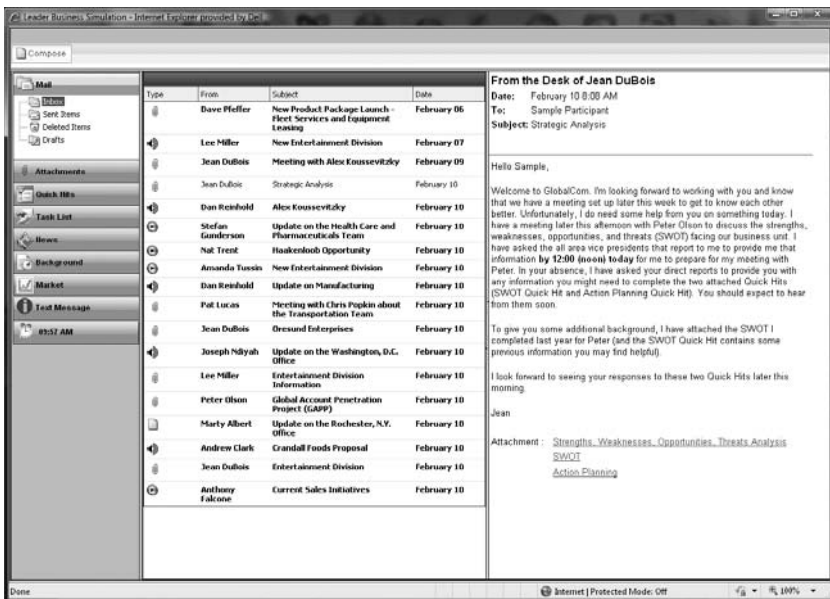 Leader Business Simulation - Internet Explorer provided by Dell
Compose
Mail
Inbox
Sent Items
Deleted Items
Drafts
Attachments
Quick Hits
Task List
News
Background
Market
Text Message
09:57 AM
Type From Subject Date
Dave Pfeffer New Product Package Launch - February 06
Fleet Services and Equipment
Leasing
Lee Miller New Entertainment Division February 07
Jean DuBois Meeting with Alex Koussevitzky February 09
Jean DuBois Strategic Analysis February 10
Dan Reinhold Alex Koussevitzky February 10
Stefan Update on the Health Care and February 10
Gunderson Pharmaceuticals Team
Nat Trent Haakenloob Opportunity February 10
Amanda Tussin New Entertainment Division February 10
Dan Reinhold Update on Manufacturing February 10
Pat Lucas Meeting with Chris Popkin about February 10
the Transportation Team
Jean DuBois Oresund Enterprises February 10
Joseph Ndiyah Update on the Washington, D.C. February 10
Office
Lee Miller Entertainment Division February 10
Information
Peter Olson Global Account Penetration February 10
Project (GAPP)
Marty Albert Update on the Rochester, N.Y. February 10
Office
Andrew Clark Crandall Foods Proposal February 10
Jean DuBois Entertainment Division February 10
Anthony Current Sales Initiatives February 10
Falcone
From the Desk of Jean DuBois
Date: February 10 8:08 AM
To: Sample Participant
Subject: Strategic Analysis
Hello Sample,
Welcome to GlobalCom. I'm looking forward to working with you and know
that we have a meeting set up later this week to get to know each other
better. Unfortunately, I do need some help from you on something today. I
have a meeting later this afternoon with Peter Olson to discuss the strengths,
weaknesses, opportunities, and threats (SWOT) facing our business unit. I
have asked the all area vice presidents that report to me to provide me that
information by 12:00 (noon) today for me to prepare for my meeting with
Peter. In your absence, I have asked your direct reports to provide you with
any information you might need to complete the two attached Quick Hits
(SWOT Quick Hit and Action Planning Quick Hit). You should expect to hear
from them soon.
To give you some additional background, I have attached the SWOT I
completed last year for Peter (and the SWOT Quick Hit contains some
previous information you may find helpful).
I look forward to seeing your responses to these two Quick Hits later this
morning.
Jean
Attachment : Strengths, Weaknesses, Opportunities, Threats Analysis
SWOT
Action Planning
Done
Internet | Protected Mode: Off
100%